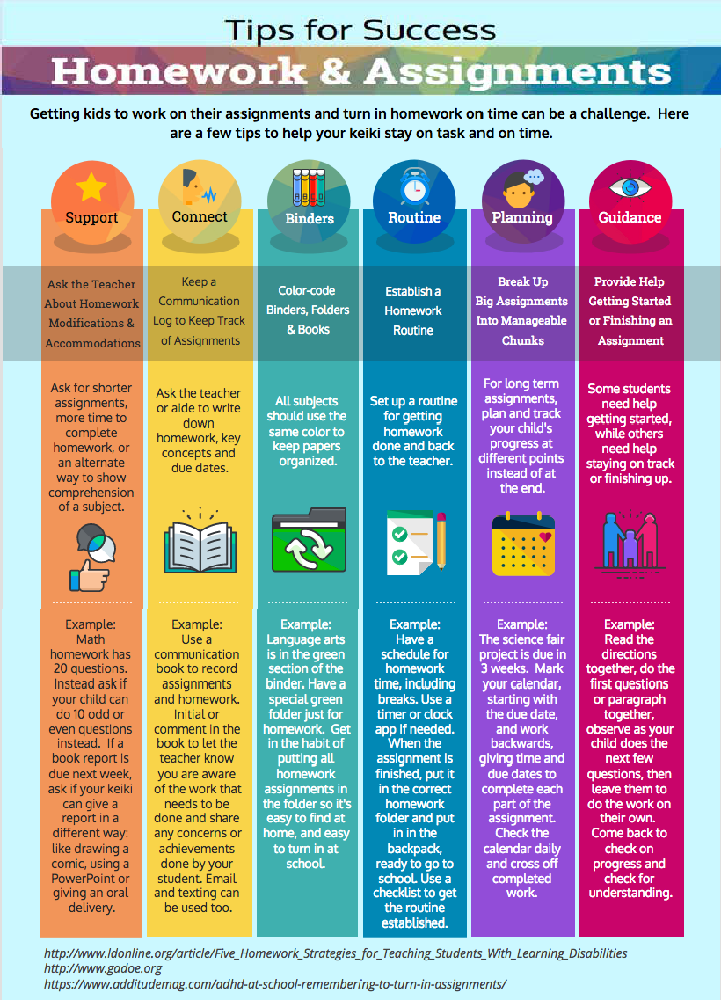 Tips for Success
Homework & Assignments
Getting kids to work on their assignments and turn in homework on time can be a challenge. Here
are a few tips to help your keiki stay on task and on time.
Support
Ask the Teacher
About Homework
Modifications &
Accommodations
Ask for shorter
assignments,
more time to
complete
homework, or
an alternate
way to show
comprehension
of a subject.
Example:
Math
homework has
20 questions.
Instead ask if
your child can
do 10 odd or
even questions
instead. If a
book report is
due next week,
ask if your keiki
can give a
report in a
different way:
like drawing a
comic, using a
PowerPoint or
giving an oral
delivery.
Connect
Keep a
Communication
Log to Keep Track
of Assignments
Ask the teacher
or aide to write
down
homework, key
concepts and
due dates.
Example:
Use a
communication
book to record
assignments
and homework.
Initial or
comment in the
book to let the
teacher know
you are aware
of the work that
needs to be
done and share
any concerns or
achievements
done by your
student. Email
and texting can
be used too.
Binders
Color-code
Binders, Folders
& Books
All subjects
should use the
same color to
keep papers
organized.
Example:
Language arts
is in the green
section of the
binder. Have a
special green
folder just for
homework. Get
in the habit of
putting all
homework
assignments in
the folder so it's
easy to find at
home, and easy
to turn in at
school.
Routine
Establish a
Homework
Routine
Set up a routine
for getting
homework
done and back
to the teacher.
Example:
Have a
schedule for
homework
time, including
breaks. Use a
timer or clock
app if needed.
When the
assignment is
finished, put it
in the correct
homework
folder and put
in in the
backpack,
ready to go to
school. Use a
checklist to get
the routine
established.
Planning
Break Up
Big Assignments
Into Manageable
Chunks
For long term
assignments,
plan and track
your child's
progress at
different points
instead of at
the end.
Example:
The science fair
project is due in
3 weeks. Mark
your calendar,
starting with
the due date,
and work
backwards,
giving time and
due dates to
complete each
part of the
assignment.
Check the
calendar daily
and cross off
completed
work.
Guidance
Provide Help
Getting Started
or Finishing an
Assignment
Some students
need help
getting started,
while others
need help
staying on track
or finishing up.
Example:
Read the
directions
together, do the
first questions
or paragraph
together,
observe as your
child does the
next few
questions, then
leave them to
do the work on
their own.
Come back to
check on
progress and
check for
understanding.
http://www.ldonline.org/article/Five_Homework_Strategies_for_Teaching_Students_With_Learning_Disabilities
http://www.gadoe.org
https://www.additudemag.com/adhd-at-school-remembering-to-turn-in-assignments/